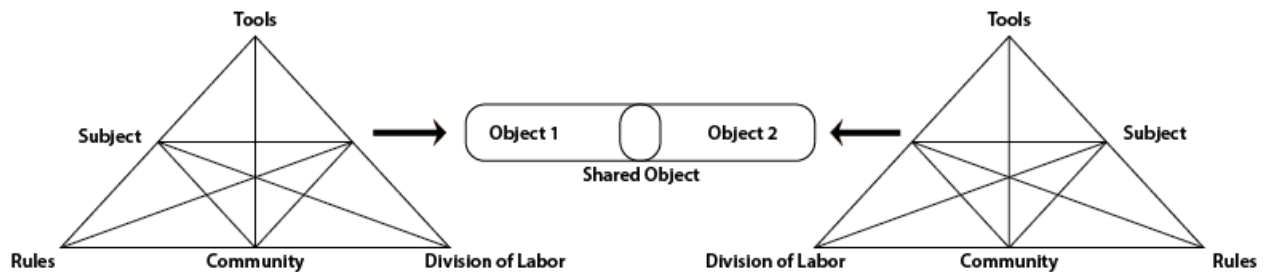 Tools
Tools
Subject
Object 1
Object 2
Subject
Shared Object
Rules
Community
Division of Labor
Division of Labor
Community
Rules